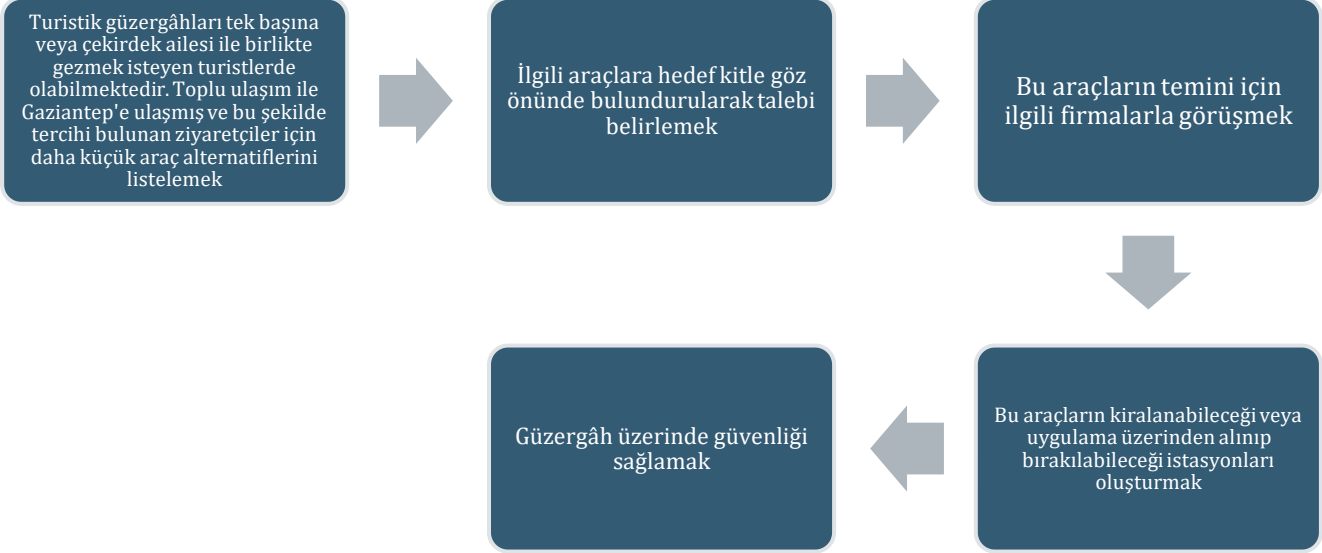 Turistik güzergâhları tek başına
veya çekirdek ailesi ile birlikte
gezmek isteyen turistlerde
olabilmektedir. Toplu ulaşım ile
Gaziantep'e ulaşmış ve bu şekilde
tercihi bulunan ziyaretçiler için
daha küçük araç alternatiflerini
listelemek
İlgili araçlara hedef kitle göz
önünde bulundurularak talebi
belirlemek
Bu araçların temini için
ilgili firmalarla görüşmek
Bu araçların kiralanabileceği veya
uygulama üzerinden alınıp
bırakılabileceği istasyonları
oluşturmak
Güzergâh üzerinde güvenliği
sağlamak